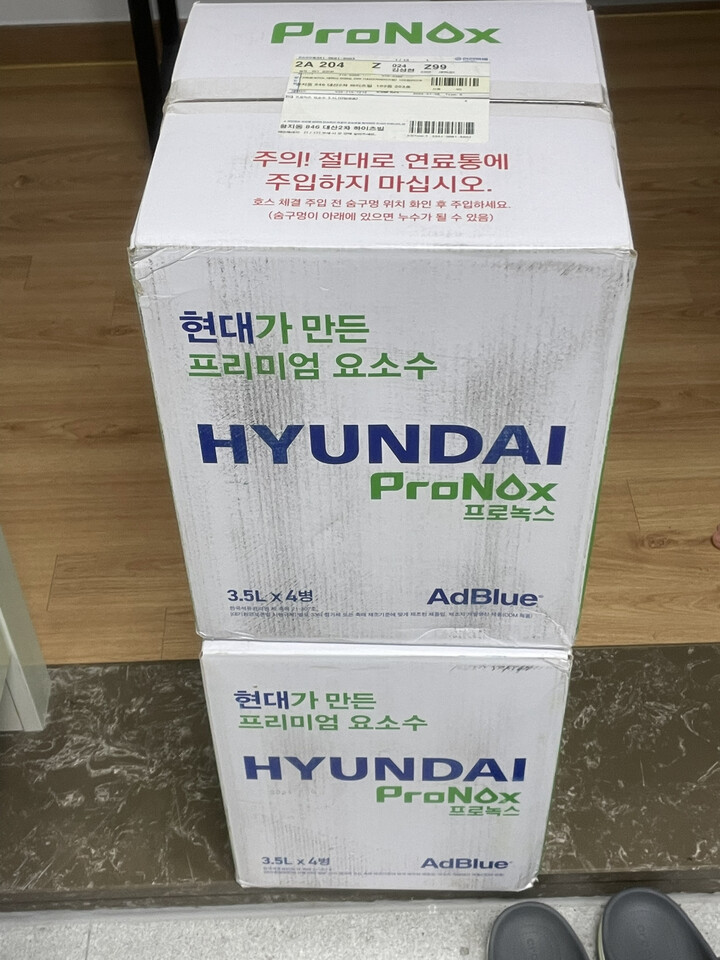 ProNox
2A 204 Z 024 Z99
주의! 절대로 연료통에
주입하지 마십시오.
호스 체결 주입 전 숨구멍 위치 확인 후 주입하세요.
(숨구멍이 아래에 있으면 누수가 될 수 있음)
현대가 만든
프리미엄 요소수
HYUNDAI
ProNox
프로녹스
3.5L x 4병
AdBlue
현대가 만든
프리미엄 요소수
HYUNDAI
ProNox
프로녹스
3.5L x 4병
AdBlue